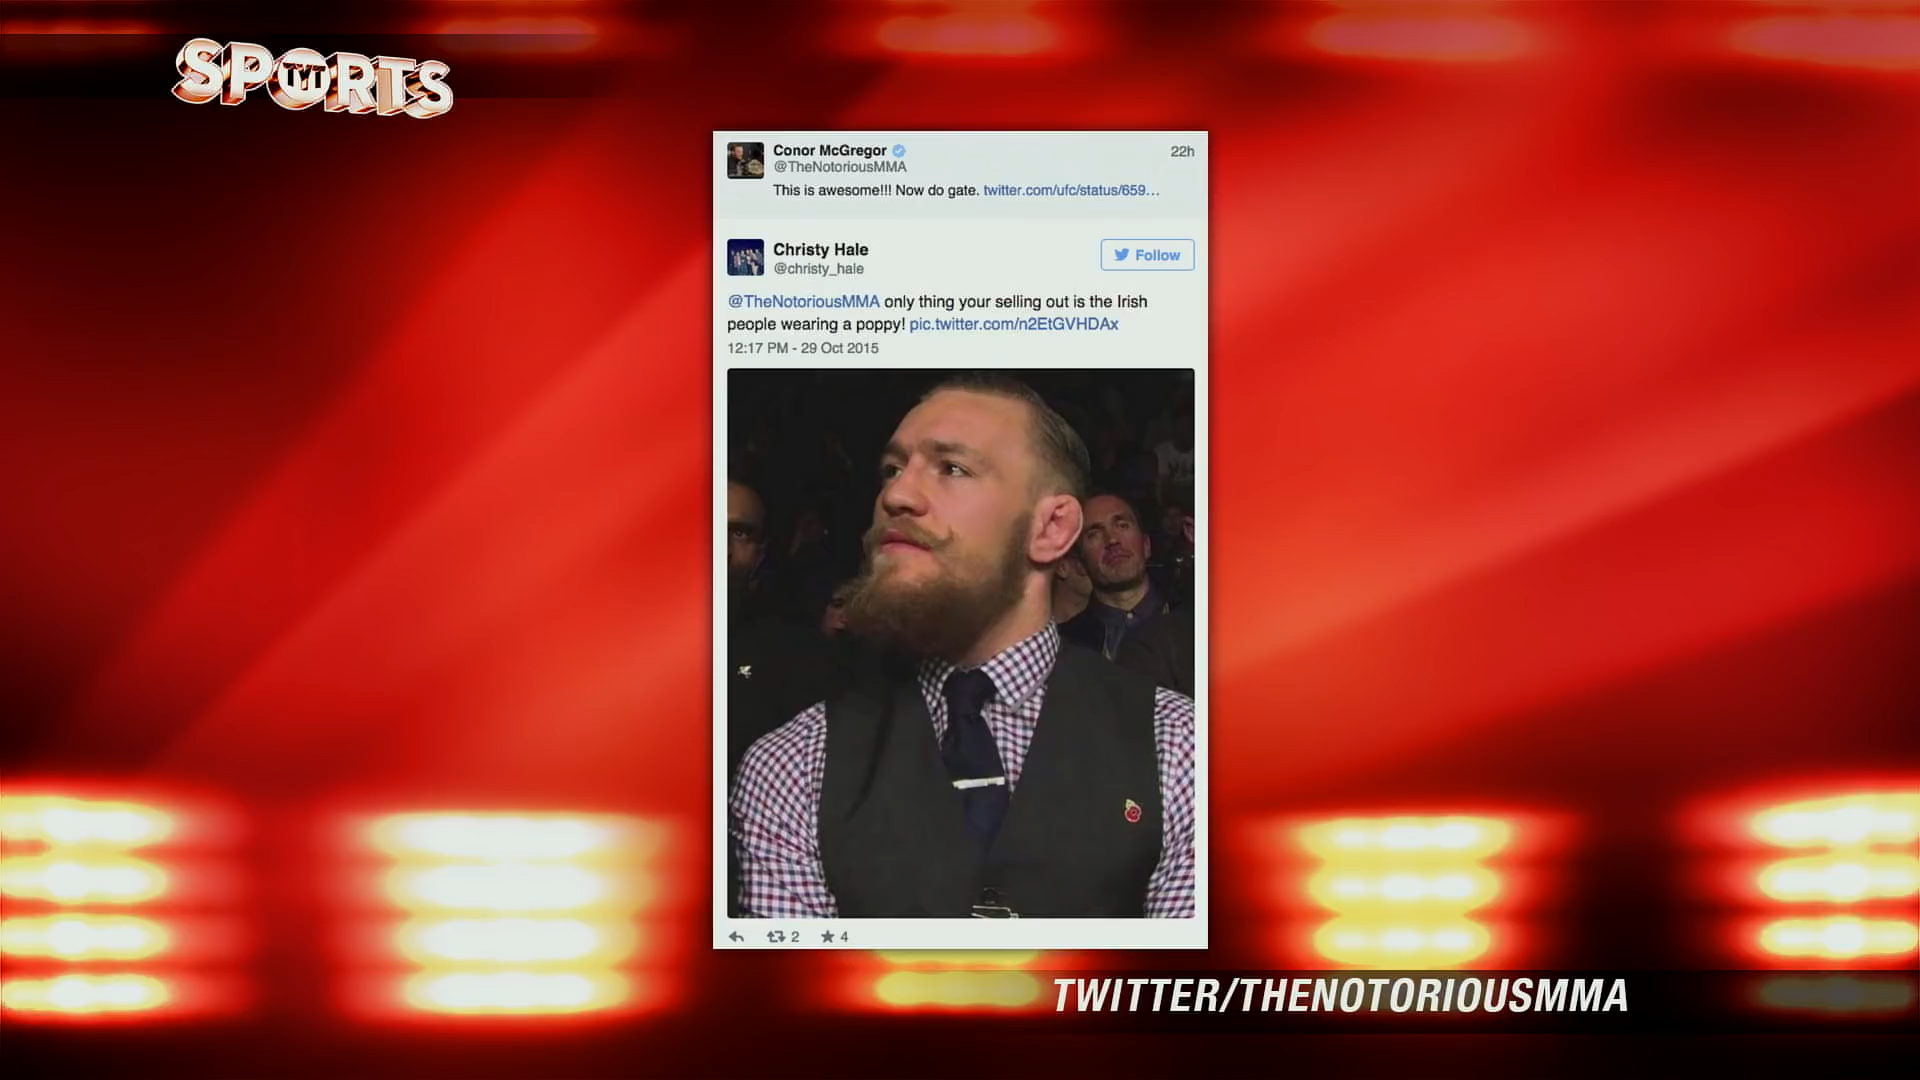 SPORTS
TYT
Conor McGregor
22h
@TheNotoriousMMA
This is awesome!!! Now do gate. twitter.com/ufc/status/659…
Christy Hale
Follow
@christy_hale
@TheNotoriousMMA only thing your selling out is the Irish
people wearing a poppy! pic.twitter.com/n2EtGVHDAx
12:17 PM - 29 Oct 2015
2
4
TWITTER/THENOTORIOUSMMA